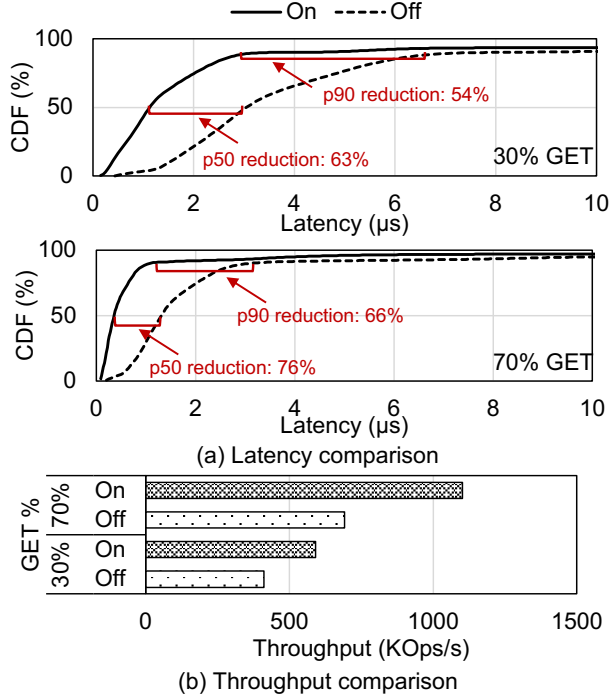 On Off
100
50
0
CDF (%)
p90 reduction: 54%
p50 reduction: 63%
30% GET
0 2 4 6 8 10
Latency (µs)
100
50
0
CDF (%)
p90 reduction: 66%
p50 reduction: 76%
70% GET
0 2 4 6 8 10
Latency (µs)
(a) Latency comparison
GET %
70%
On
Off
30%
On
Off
0 500 1000 1500
Throughput (KOps/s)
(b) Throughput comparison